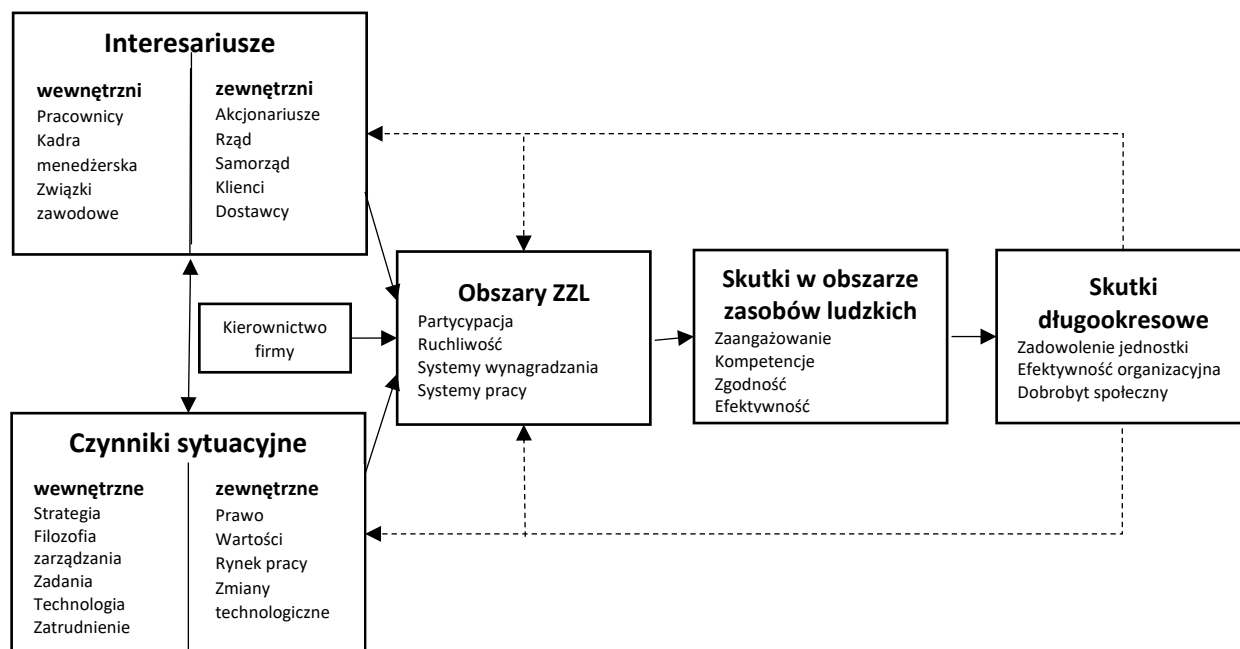 Interesariusze
wewnętrzni
Pracownicy
Kadra
menedżerska
Związki
zawodowe
zewnętrzni
Akcjonariusze
Rząd
Samorząd
Klienci
Dostawcy
Kierownictwo
firmy
Czynniki sytuacyjne
wewnętrzne
Strategia
Filozofia
zarządzania
Zadania
Technologia
Zatrudnienie
zewnętrzne
Prawo
Wartości
Rynek pracy
Zmiany
technologiczne
Obszary ZZL
Partycypacja
Ruchliwość
Systemy wynagradzania
Systemy pracy
Skutki w obszarze
zasobów ludzkich
Zaangażowanie
Kompetencje
Zgodność
Efektywność
Skutki
długookresowe
Zadowolenie jednostki
Efektywność organizacyjna
Dobrobyt społeczny